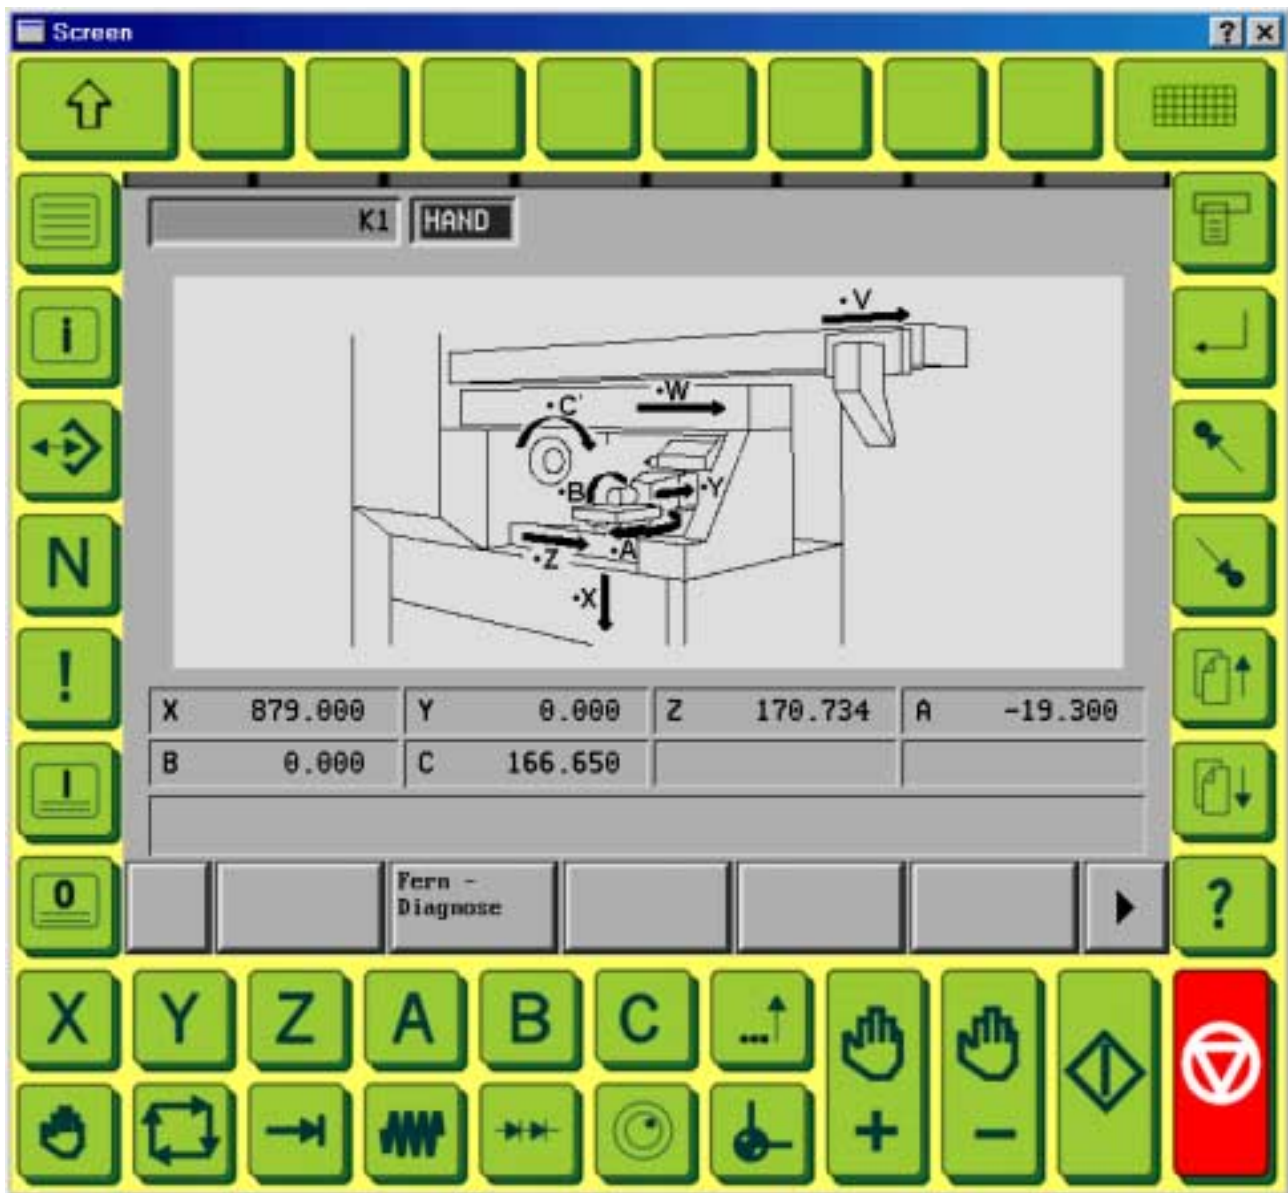 Screen
? ×
K1 HAND
•V
•W
•C'
•B
•Y
•A
•Z
•X
i
N
!
X 879.000 Y 0.000 Z 170.734 A -19.300
B 0.000 C 166.650
I
0
Fern -
Diagnose
?
X Y Z A B C ...
+ −